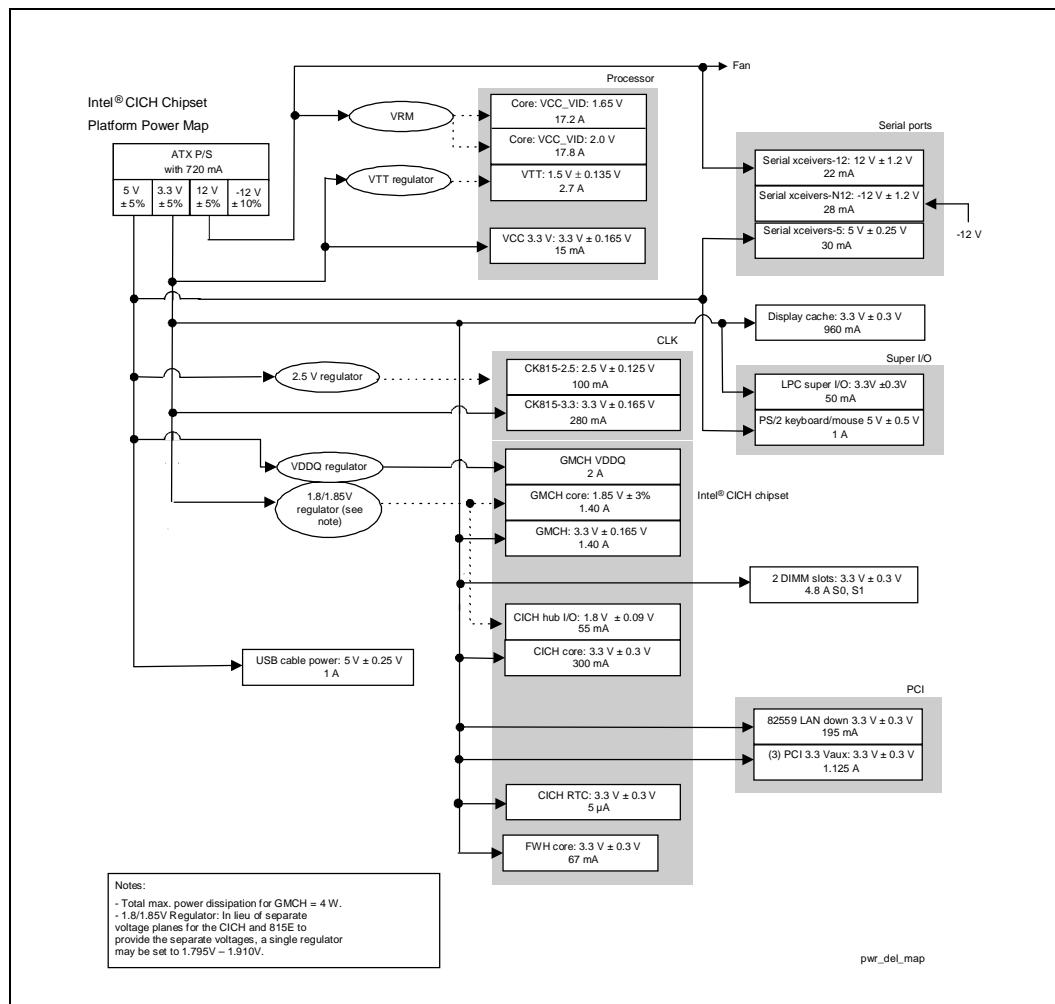 Fan
Processor
Intel® CICH Chipset
Platform Power Map
ATX P/S
with 720 mA
5 V
± 5%
3.3 V
± 5%
12 V
± 5%
-12 V
± 10%
VRM
Core: VCC_VID: 1.65 V
17.2 A
Core: VCC_VID: 2.0 V
17.8 A
VTT regulator
VTT: 1.5 V ± 0.135 V
2.7 A
VCC 3.3 V: 3.3 V ± 0.165 V
15 mA
Serial ports
Serial xceivers-12: 12 V ± 1.2 V
22 mA
Serial xceivers-N12: -12 V ± 1.2 V
28 mA
Serial xceivers-5: 5 V ± 0.25 V
30 mA
-12 V
Display cache: 3.3 V ± 0.3 V
960 mA
Super I/O
LPC super I/O: 3.3V ±0.3V
50 mA
PS/2 keyboard/mouse 5 V ± 0.5 V
1 A
CLK
2.5 V regulator
CK815-2.5: 2.5 V ± 0.125 V
100 mA
CK815-3.3: 3.3 V ± 0.165 V
280 mA
VDDQ regulator
GMCH VDDQ
2 A
1.8/1.85V
regulator (see
note)
GMCH core: 1.85 V ± 3%
1.40 A
GMCH: 3.3 V ± 0.165 V
1.40 A
Intel® CICH chipset
2 DIMM slots: 3.3 V ± 0.3 V
4.8 A S0, S1
CICH hub I/O: 1.8 V ± 0.09 V
55 mA
CICH core: 3.3 V ± 0.3 V
300 mA
USB cable power: 5 V ± 0.25 V
1 A
PCI
82559 LAN down 3.3 V ± 0.3 V
195 mA
(3) PCI 3.3 Vaux: 3.3 V ± 0.3 V
1.125 A
CICH RTC: 3.3 V ± 0.3 V
5 µA
FWH core: 3.3 V ± 0.3 V
67 mA
Notes:
- Total max. power dissipation for GMCH = 4 W.
- 1.8/1.85V Regulator: In lieu of separate
voltage planes for the CICH and 815E to
provide the separate voltages, a single regulator
may be set to 1.795V – 1.910V.
pwr_del_map